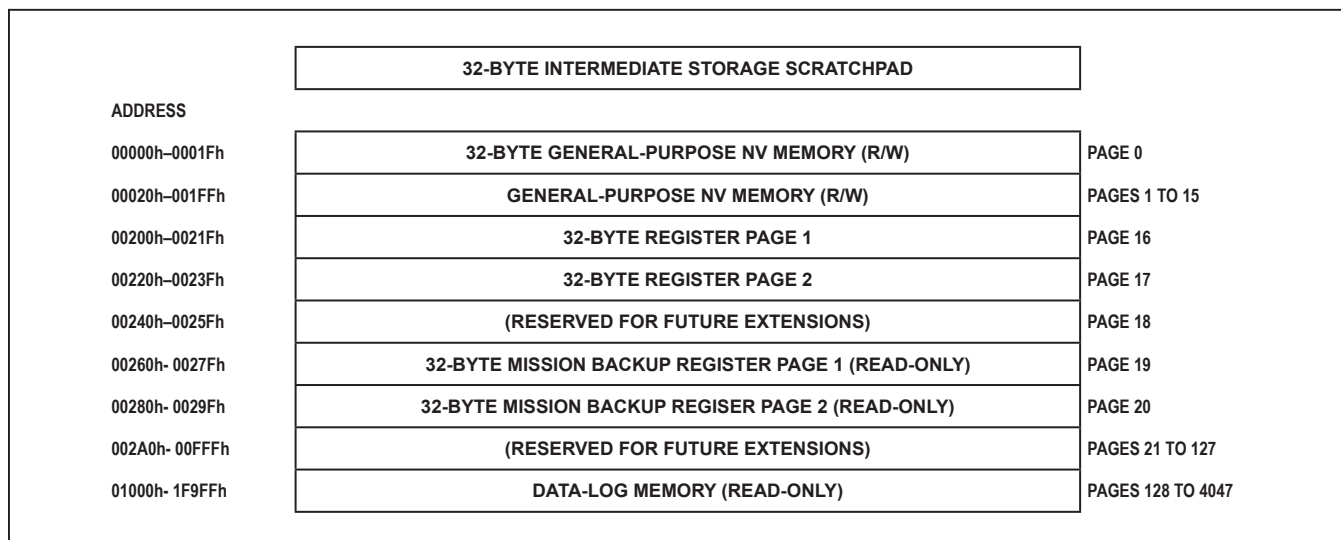 32-BYTE INTERMEDIATE STORAGE SCRATCHPAD
ADDRESS
00000h–0001Fh 32-BYTE GENERAL-PURPOSE NV MEMORY (R/W) PAGE 0
00020h–001FFh GENERAL-PURPOSE NV MEMORY (R/W) PAGES 1 TO 15
00200h–0021Fh 32-BYTE REGISTER PAGE 1 PAGE 16
00220h–0023Fh 32-BYTE REGISTER PAGE 2 PAGE 17
00240h–0025Fh (RESERVED FOR FUTURE EXTENSIONS) PAGE 18
00260h- 0027Fh 32-BYTE MISSION BACKUP REGISTER PAGE 1 (READ-ONLY) PAGE 19
00280h- 0029Fh 32-BYTE MISSION BACKUP REGISER PAGE 2 (READ-ONLY) PAGE 20
002A0h- 00FFFh (RESERVED FOR FUTURE EXTENSIONS) PAGES 21 TO 127
01000h- 1F9FFh DATA-LOG MEMORY (READ-ONLY) PAGES 128 TO 4047